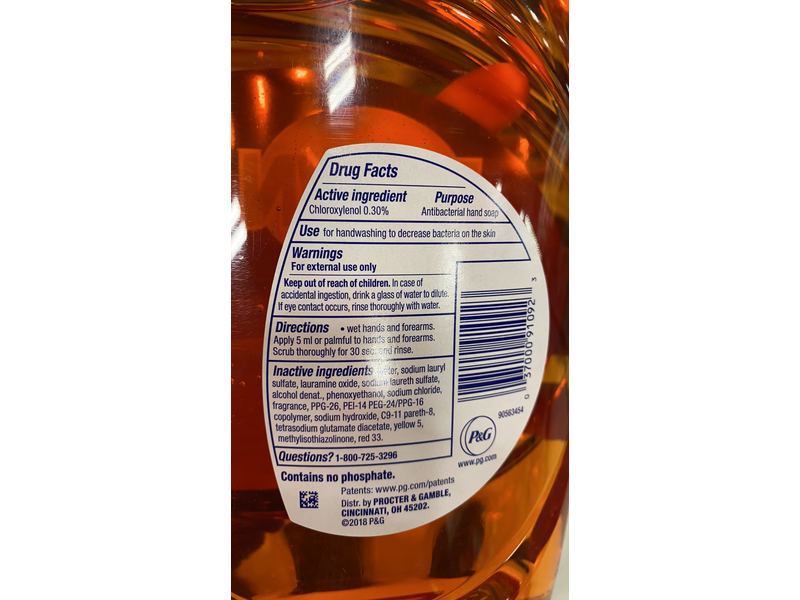 Drug Facts
Active ingredient Purpose
Chloroxylenol 0.30% Antibacterial hand soap
Use for handwashing to decrease bacteria on the skin
Warnings
For external use only
Keep out of reach of children. In case of
accidental ingestion, drink a glass of water to dilute.
If eye contact occurs, rinse thoroughly with water.
Directions • wet hands and forearms.
Apply 5 ml or palmful to hands and forearms.
Scrub thoroughly for 30 sec and rinse.
Inactive ingredients water, sodium lauryl
sulfate, lauramine oxide, sodium laureth sulfate,
alcohol denat., phenoxyethanol, sodium chloride,
fragrance, PPG-26, PEI-14 PEG-24/PPG-16
copolymer, sodium hydroxide, C9-11 pareth-8,
tetrasodium glutamate diacetate, yellow 5,
methylisothiazolinone, red 33.
Questions? 1-800-725-3296
Contains no phosphate.
Patents: www.pg.com/patents
Distr. by PROCTER & GAMBLE,
CINCINNATI, OH 45202.
©2018 P&G
0 37000 91092 3
90563454
P&G
www.pg.com